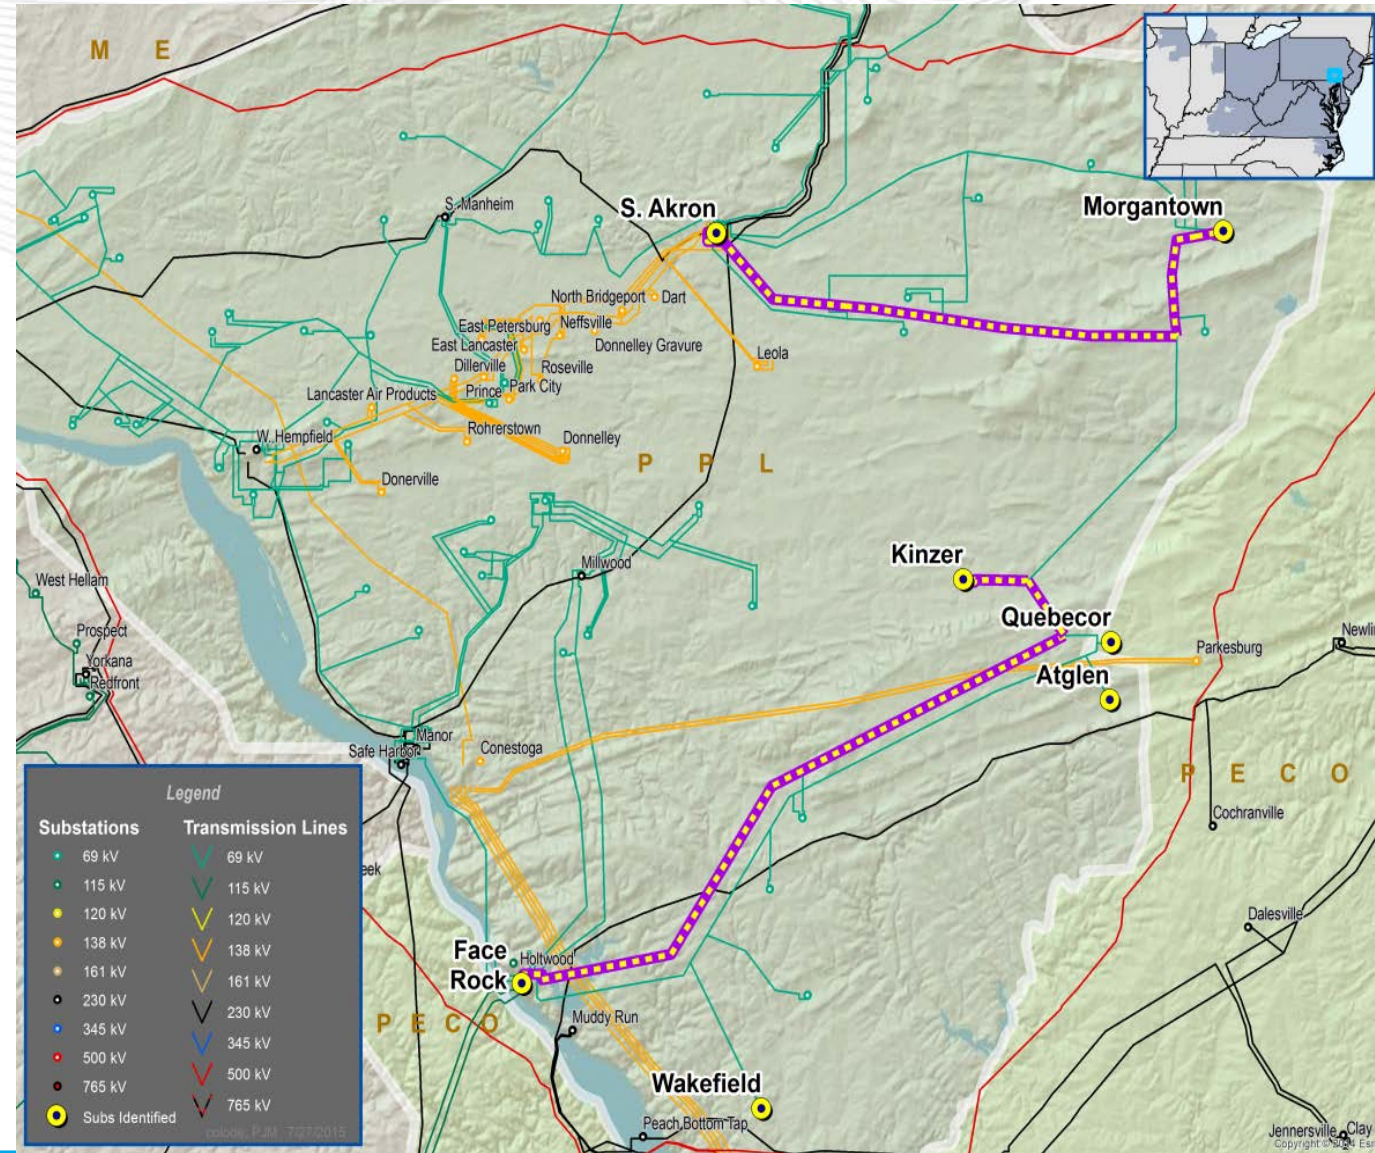 M E
S. Manheim
S. Akron
Morgantown
North Bridgeport
Dart
East Petersburg
Neffsville
East Lancaster
Donnelley Gravure
Dillerville
Roseville
Leola
Lancaster Air Products
Prince
Park City
W. Hempfield
Rohrerstown
Donnelley
P P L
Donerville
Kinzer
Millwood
West Hellam
Quebecor
Prospect
Newlin
Parkesburg
Yorkana
Atglen
Redfront
Manor
Safe Harbor
Conestoga
P E C O
Cochranville
eek
Dalesville
Face
Rock
Holtwood
P E C O
Muddy Run
Wakefield
Peach Bottom Tap
Jennersville
Clay
Legend
Substations
Transmission Lines
69 kV
69 kV
115 kV
115 kV
120 kV
120 kV
138 kV
138 kV
161 kV
161 kV
230 kV
230 kV
345 kV
345 kV
500 kV
500 kV
765 kV
765 kV
Subs Identified
PJM 7/27/2015